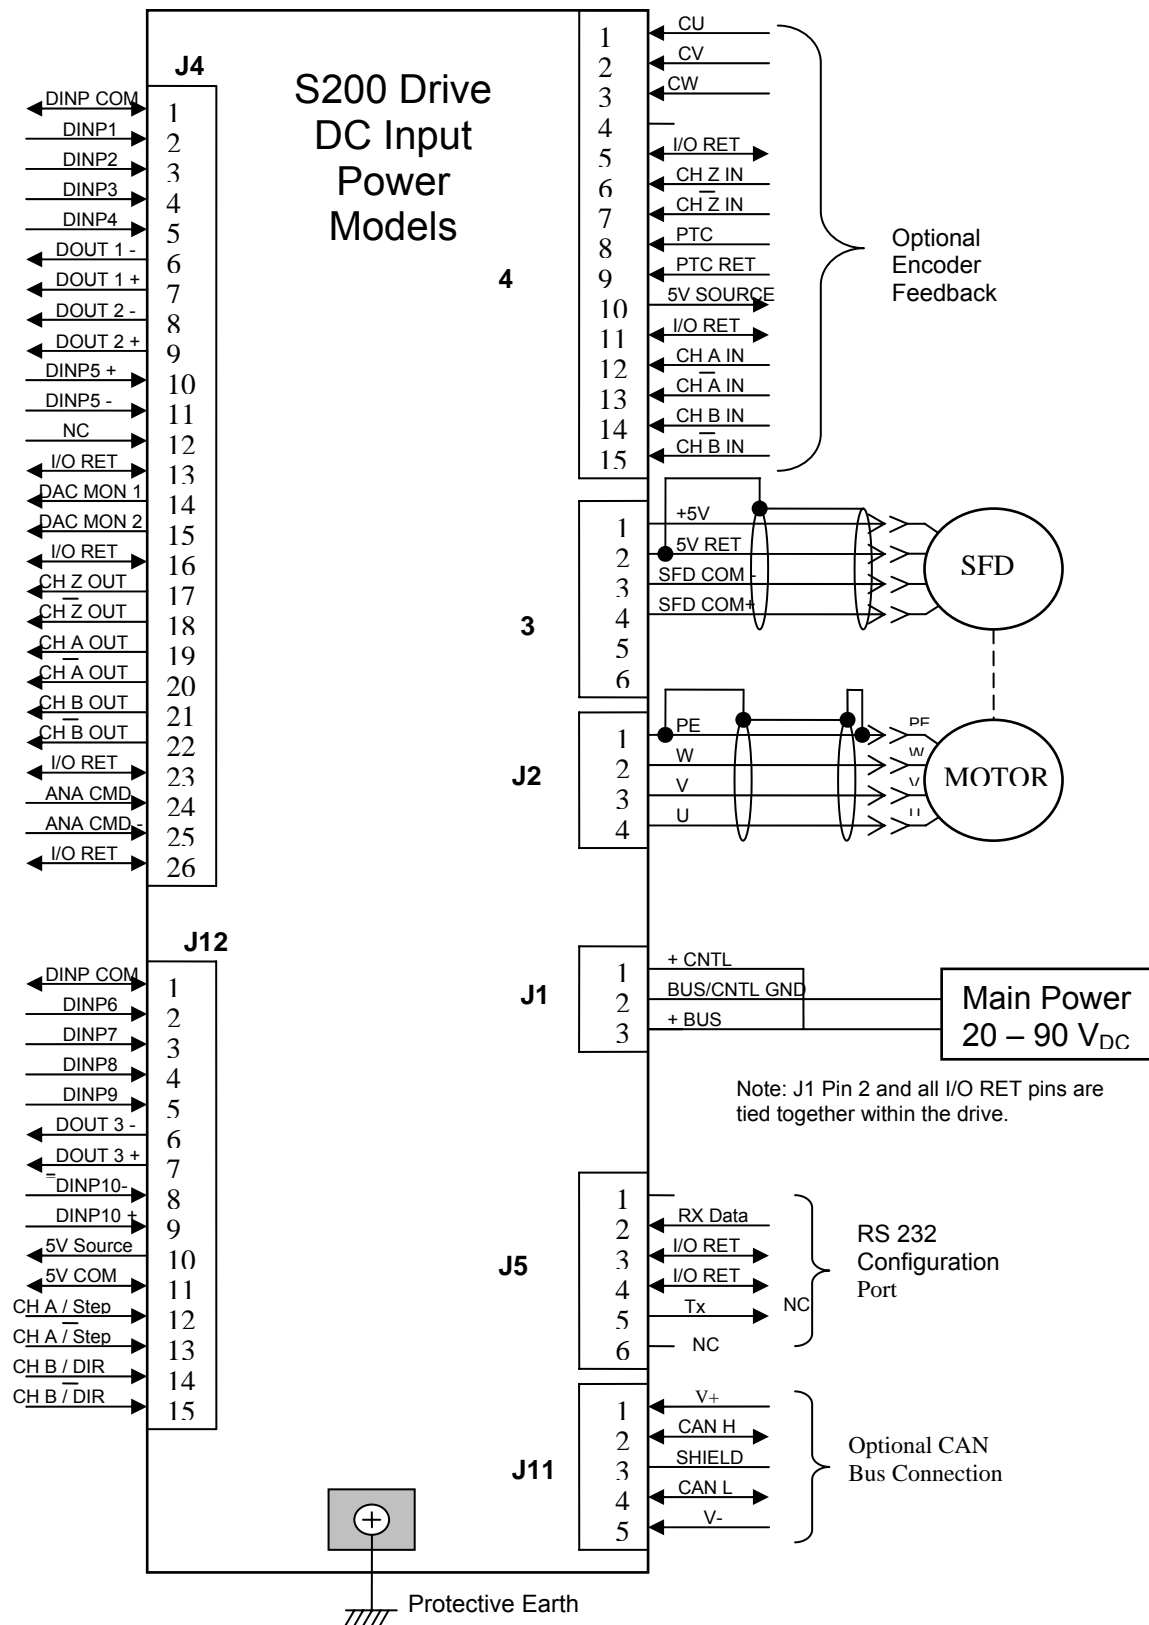 S200 Drive
DC Input
Power
Models
J4
DINP COM 1
DINP1 2
DINP2 3
DINP3 4
DINP4 5
DOUT 1 - 6
DOUT 1 + 7
DOUT 2 - 8
DOUT 2 + 9
DINP5 + 10
DINP5 - 11
NC 12
I/O RET 13
DAC MON 1 14
DAC MON 2 15
I/O RET 16
CH Z OUT 17
CH Z̅ OUT 18
CH A OUT 19
CH A̅ OUT 20
CH B OUT 21
CH B̅ OUT 22
I/O RET 23
ANA CMD 24
ANA CMD - 25
I/O RET 26
J12
DINP COM 1
DINP6 2
DINP7 3
DINP8 4
DINP9 5
DOUT 3 - 6
DOUT 3 + 7
DINP10- 8
DINP10 + 9
5V Source 10
5V COM 11
CH A / Step 12
CH A / Step 13
CH B / DIR 14
CH B / DIR 15
4
1 CU
2 CV
3 CW
4
5 I/O RET
6 CH Z IN
7 CH Z̅ IN
8 PTC
9 PTC RET
10 5V SOURCE
11 I/O RET
12 CH A IN
13 CH A̅ IN
14 CH B IN
15 CH B̅ IN
Optional
Encoder
Feedback
3
1 +5V
2 5V RET
3 SFD COM -
4 SFD COM+
5
6
SFD
J2
1 PE PE
2 W W
3 V V
4 U U
MOTOR
J1
1 + CNTL
2 BUS/CNTL GND
3 + BUS
Main Power
20 – 90 VDC
Note: J1 Pin 2 and all I/O RET pins are
tied together within the drive.
J5
1
2 RX Data
3 I/O RET
4 I/O RET
5 Tx NC
6 NC
RS 232
Configuration
Port
J11
1 V+
2 CAN H
3 SHIELD
4 CAN L
5 V-
Optional CAN
Bus Connection
Protective Earth